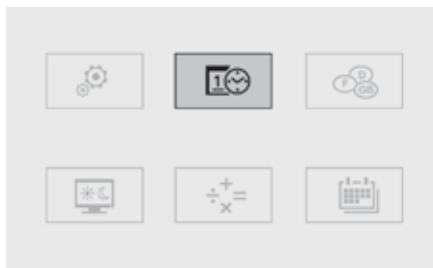 1
F
D
GB
÷ + × =